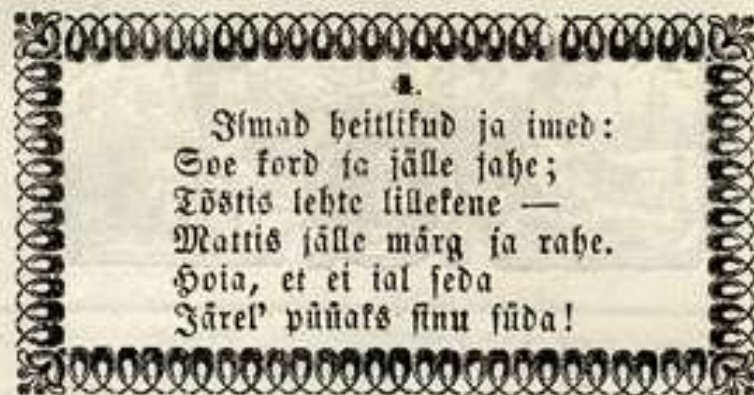 4.
Ilmad heitlikud ja imed:
Soe kord ja jälle jahe;
Tõstis lehte lillekene —
Mattis jälle märg ja rahe.
Hoia, et ei ial seda
Järel' püüaks sinu süda!